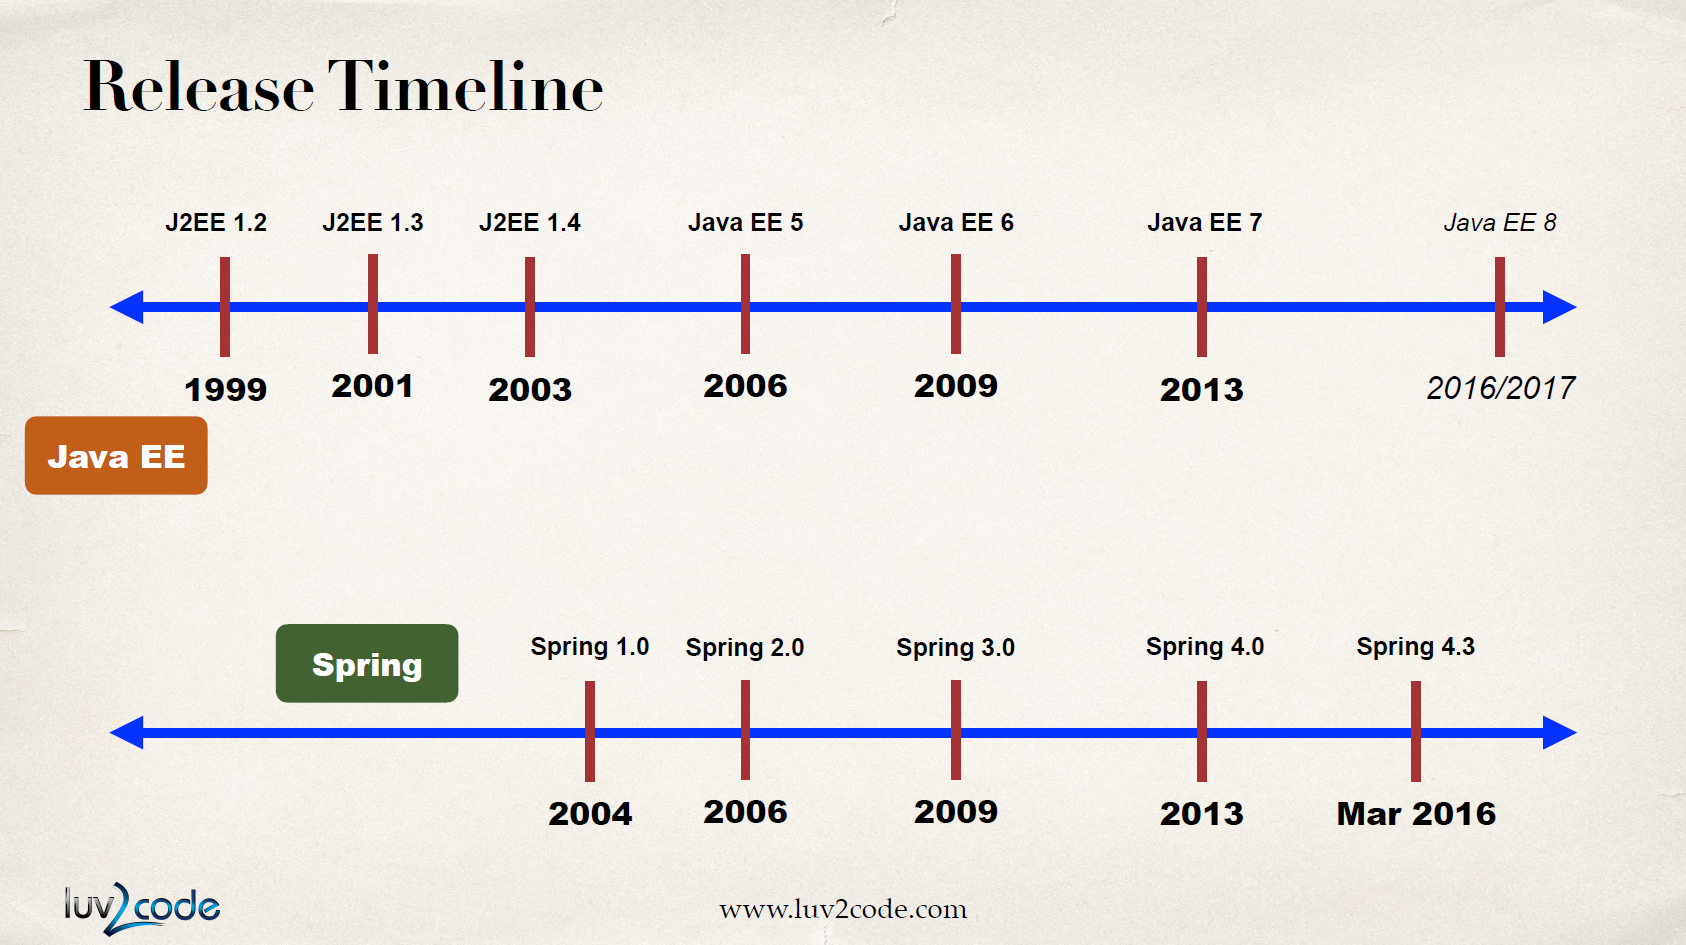 Release Timeline
J2EE 1.2 J2EE 1.3 J2EE 1.4 Java EE 5 Java EE 6 Java EE 7 Java EE 8
1999 2001 2003 2006 2009 2013 2016/2017
Java EE
Spring
Spring 1.0 Spring 2.0 Spring 3.0 Spring 4.0 Spring 4.3
2004 2006 2009 2013 Mar 2016
luv2code
www.luv2code.com